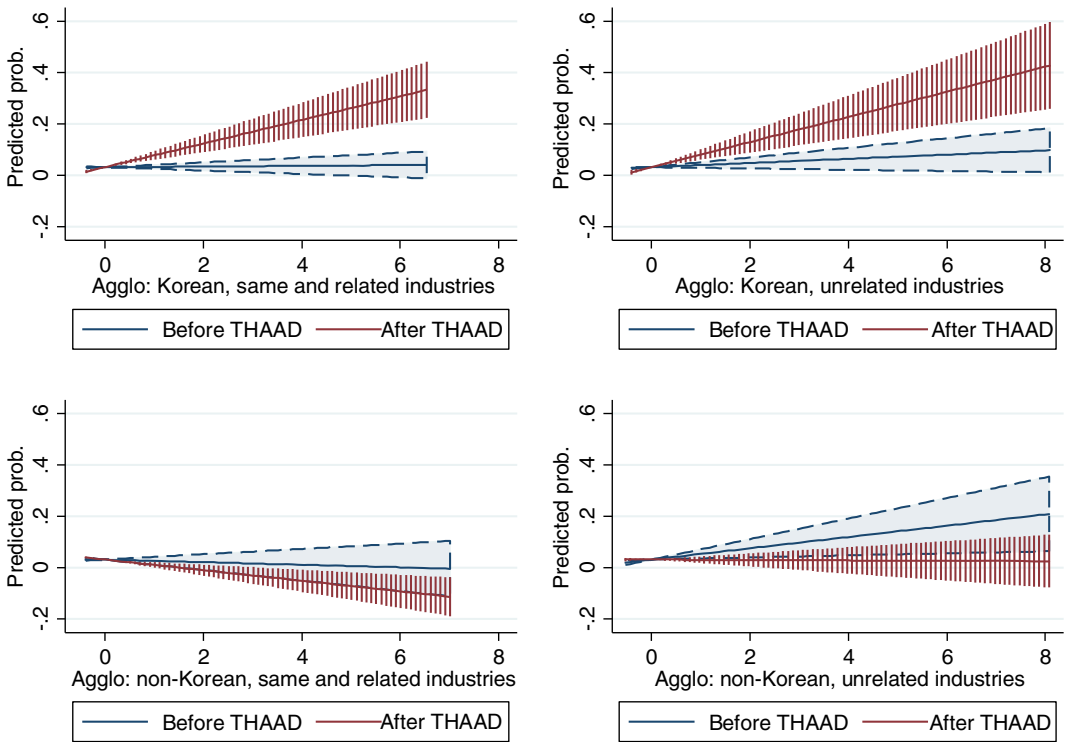 Predicted prob.
.6
.4
.2
0
-.2
0 2 4 6 8
Agglo: Korean, same and related industries
Before THAAD After THAAD
Predicted prob.
.6
.4
.2
0
-.2
0 2 4 6 8
Agglo: Korean, unrelated industries
Before THAAD After THAAD
Predicted prob.
.6
.4
.2
0
-.2
0 2 4 6 8
Agglo: non-Korean, same and related industries
Before THAAD After THAAD
Predicted prob.
.6
.4
.2
0
-.2
0 2 4 6 8
Agglo: non-Korean, unrelated industries
Before THAAD After THAAD